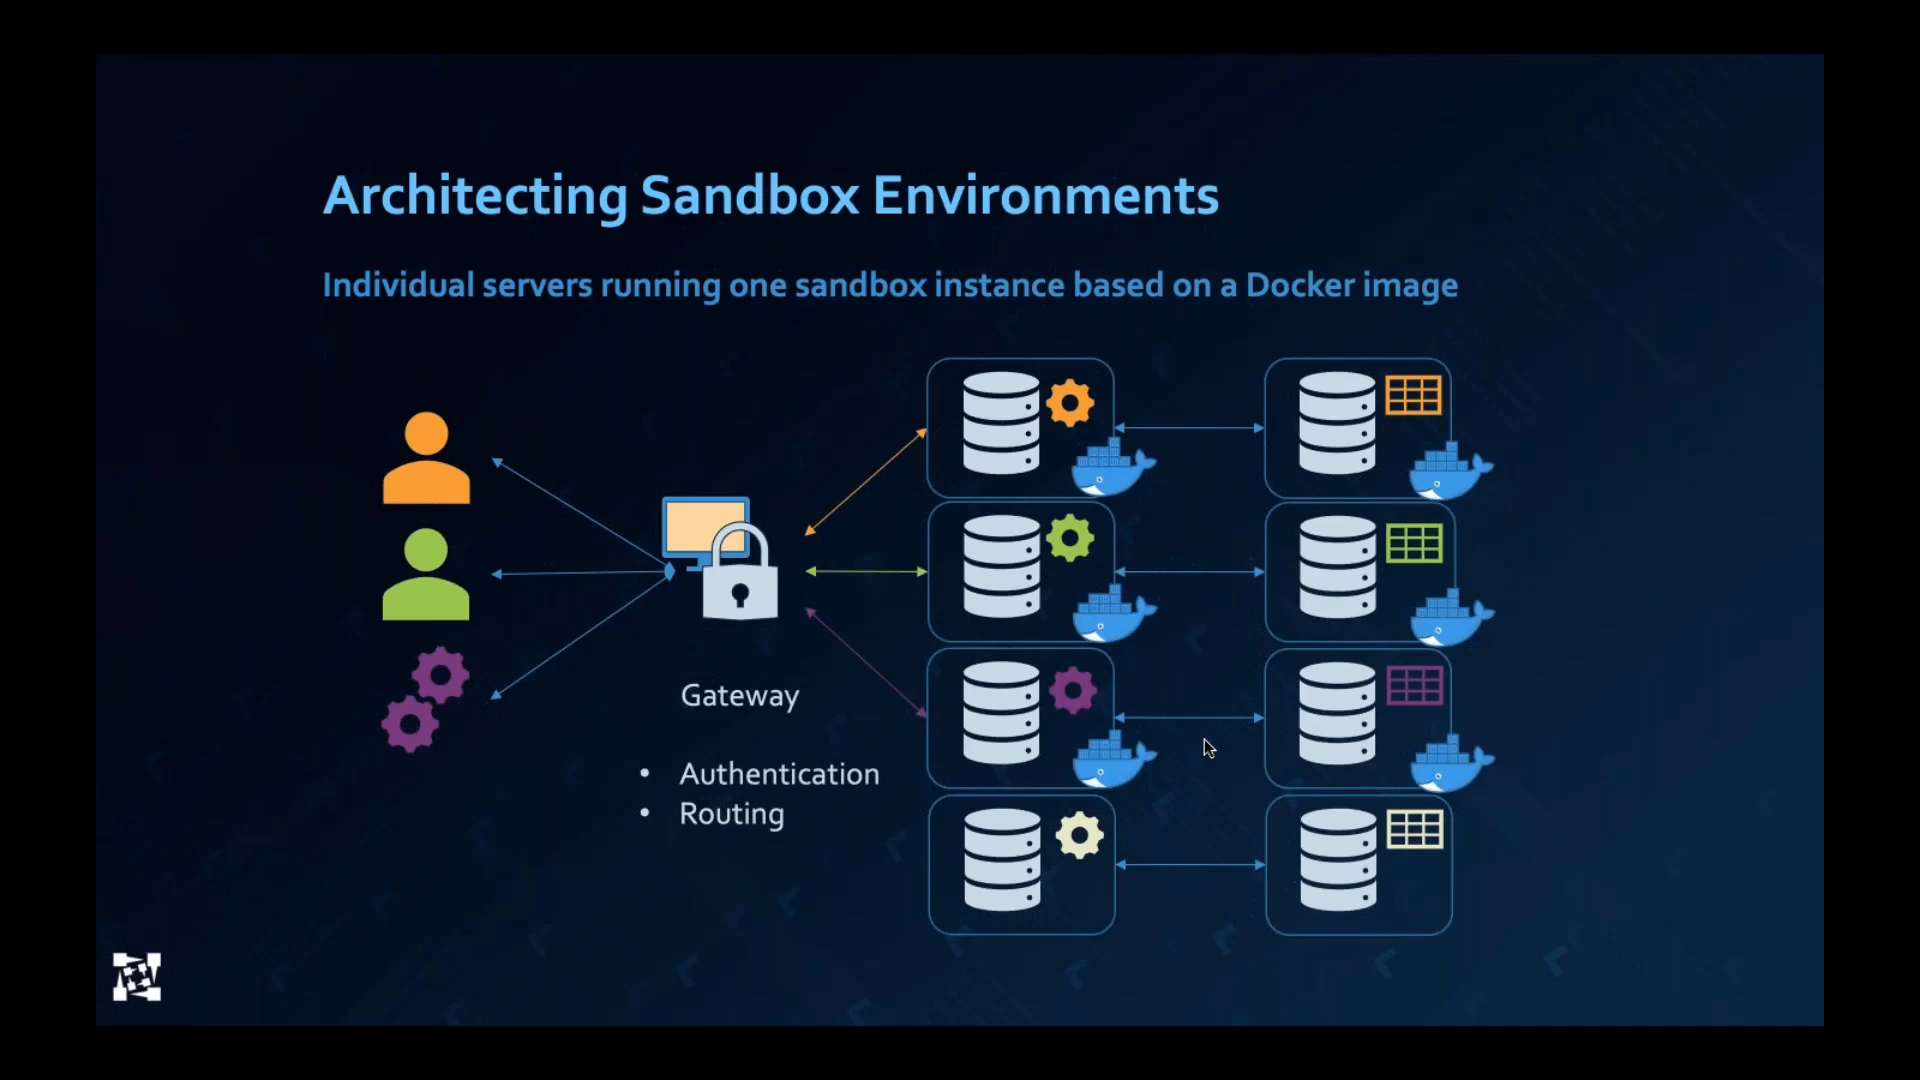 Architecting Sandbox Environments
Individual servers running one sandbox instance based on a Docker image
Gateway
• Authentication
• Routing